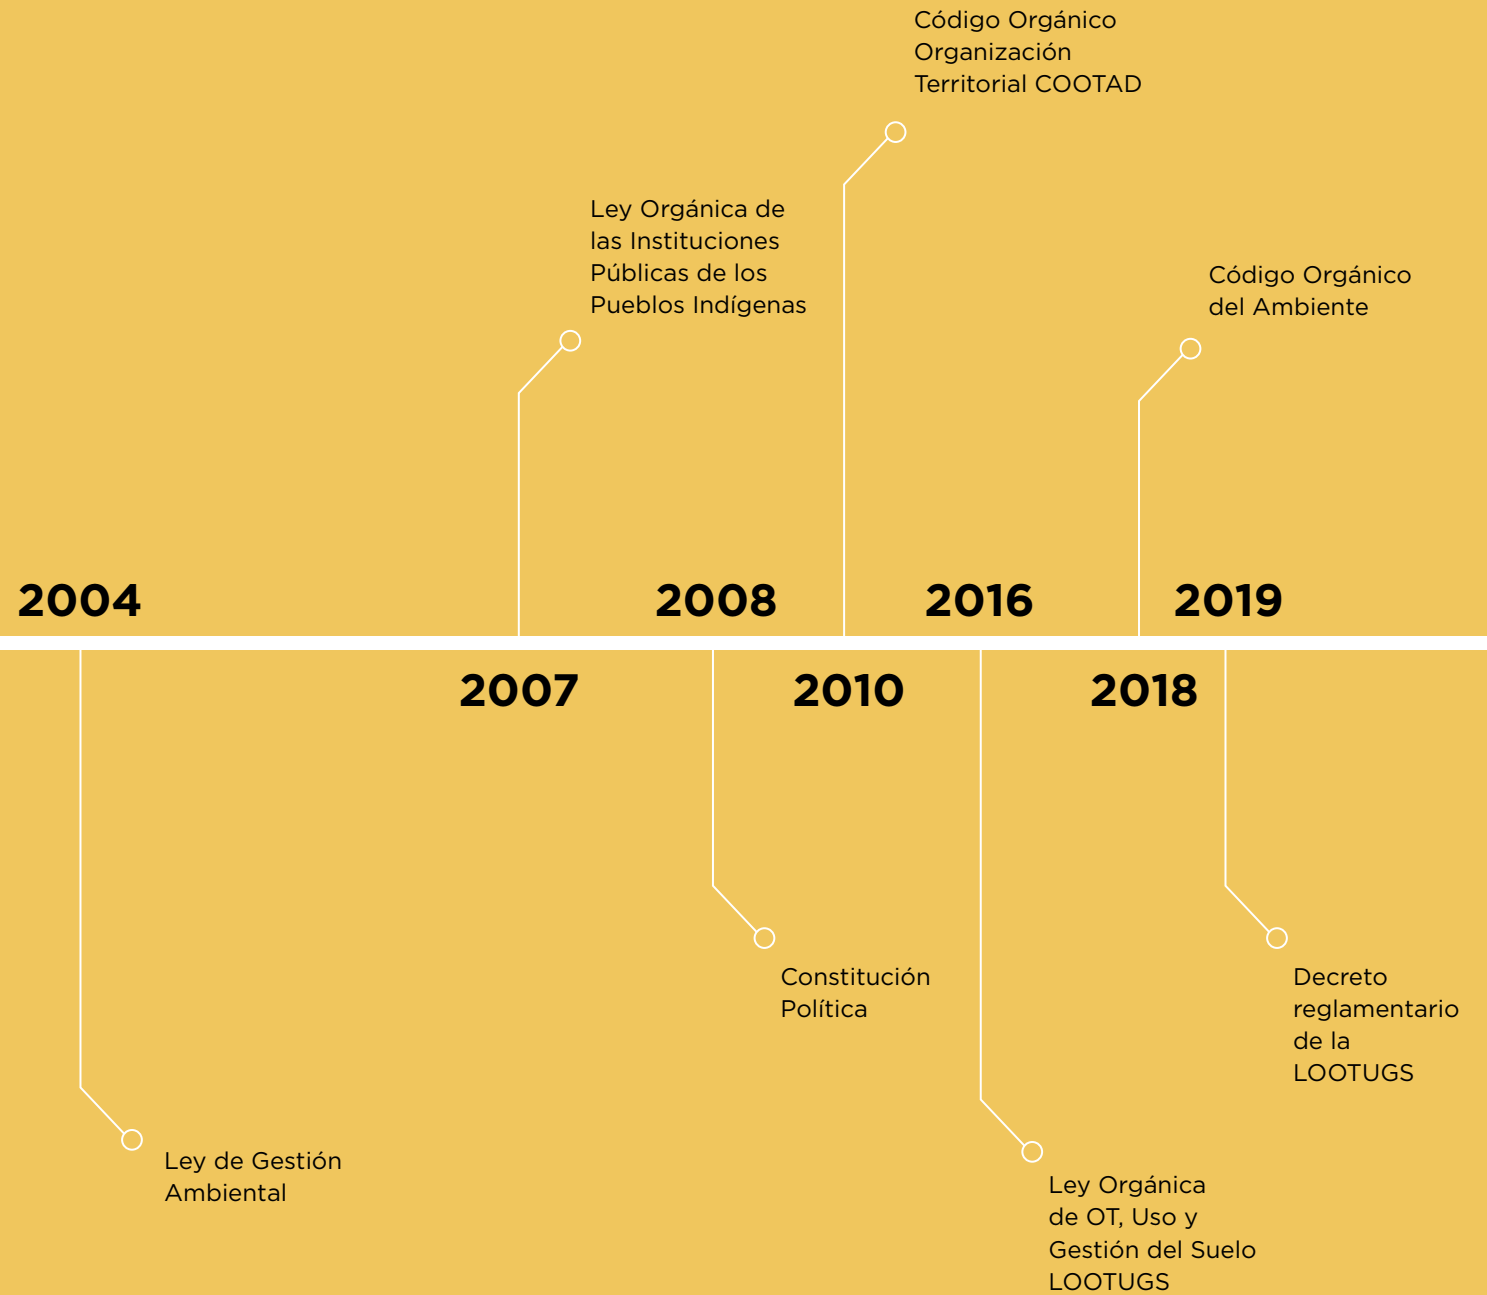 Código Orgánico
Organización
Territorial COOTAD
Ley Orgánica de
las Instituciones
Públicas de los
Pueblos Indígenas
Código Orgánico
del Ambiente
2004
2008
2016
2019
2007
2010
2018
Constitución
Política
Decreto
reglamentario
de la
LOOTUGS
Ley de Gestión
Ambiental
Ley Orgánica
de OT, Uso y
Gestión del Suelo
LOOTUGS